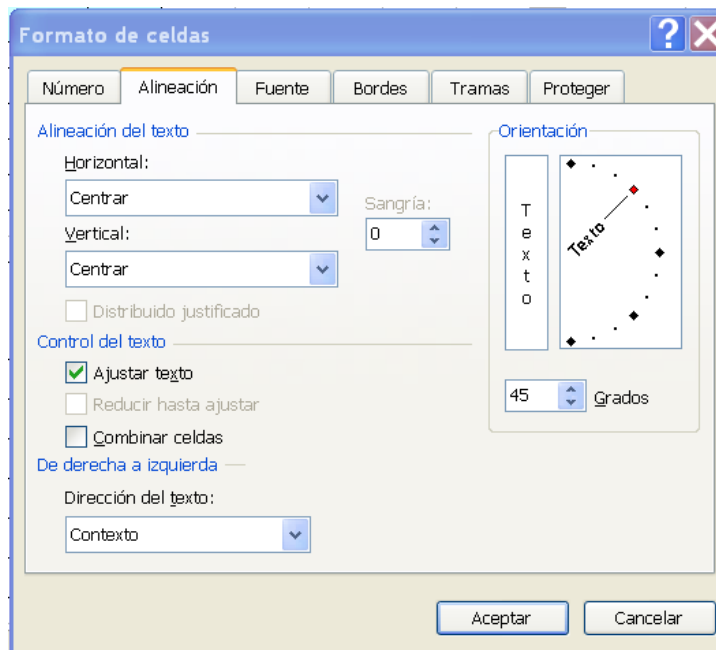 Formato de celdas
Número Alineación Fuente Bordes Tramas Proteger
Alineación del texto
Horizontal:
Centrar
Sangría:
0
Vertical:
Centrar
Distribuido justificado
Control del texto
Ajustar texto
Reducir hasta ajustar
Combinar celdas
De derecha a izquierda
Dirección del texto:
Contexto
Orientación
Texto
Texto
45 Grados
Aceptar Cancelar